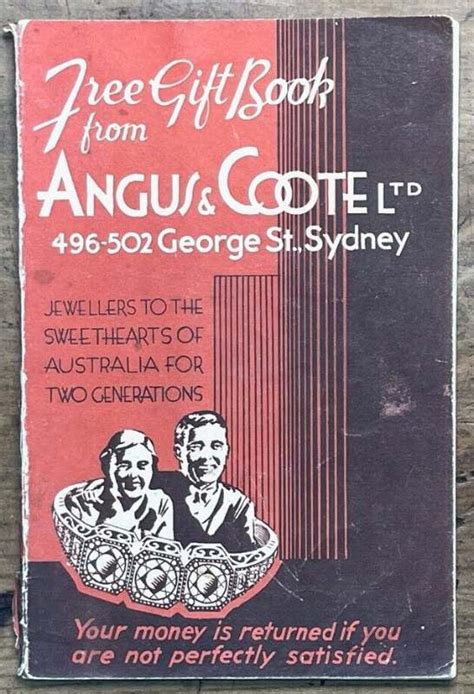 Free Gift Book
from
ANGUS & COOTE LTD
496-502 George St., Sydney
JEWELLERS TO THE
SWEETHEARTS OF
AUSTRALIA FOR
TWO GENERATIONS
Your money is returned if you
are not perfectly satisfied.